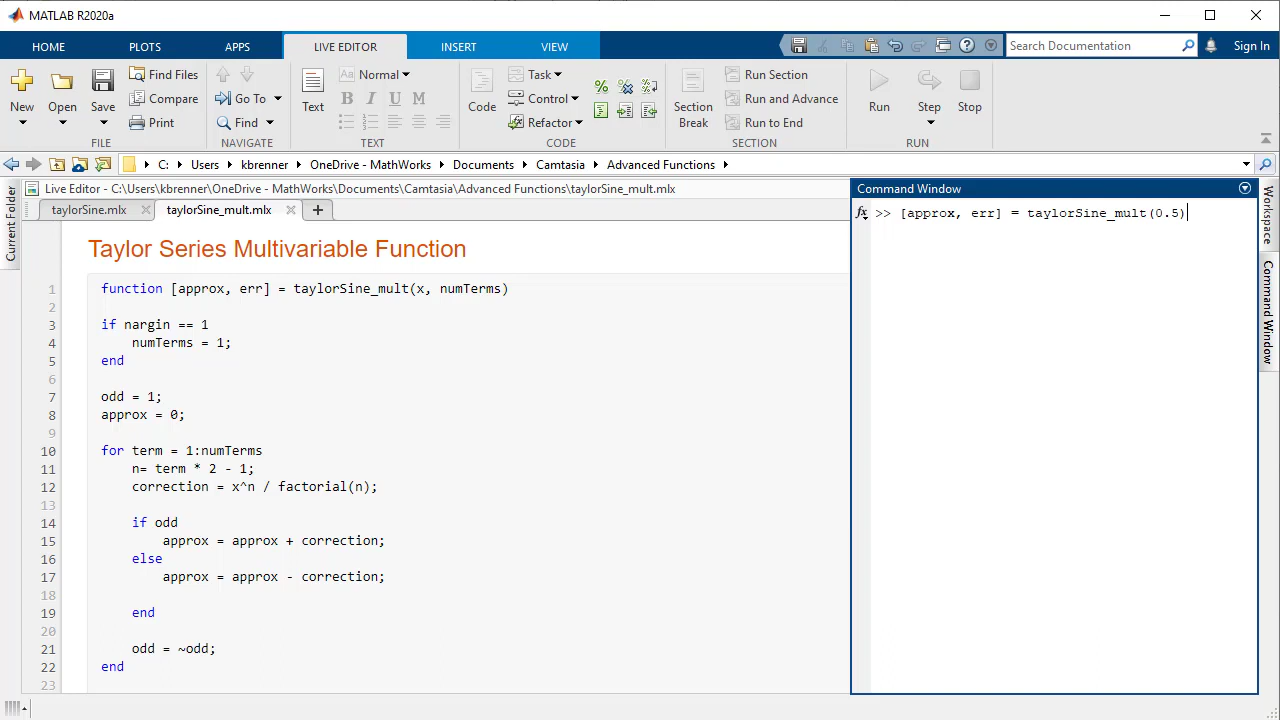 MATLAB R2020a
HOME PLOTS APPS LIVE EDITOR INSERT VIEW Search Documentation Sign In
New Open Save Find Files Compare Print Go To Find Text Normal B I U M Code Task Control Refactor Section Break Run Section Run and Advance Run to End Run Step Stop
FILE NAVIGATE TEXT CODE SECTION RUN
C: Users kbrenner OneDrive - MathWorks Documents Camtasia Advanced Functions
Current Folder
Live Editor - C:\Users\kbrenner\OneDrive - MathWorks\Documents\Camtasia\Advanced Functions\taylorSine_mult.mlx
taylorSine.mlx taylorSine_mult.mlx
Taylor Series Multivariable Function
1 function [approx, err] = taylorSine_mult(x, numTerms)
2
3 if nargin == 1
4 numTerms = 1;
5 end
6
7 odd = 1;
8 approx = 0;
9
10 for term = 1:numTerms
11 n= term * 2 - 1;
12 correction = x^n / factorial(n);
13
14 if odd
15 approx = approx + correction;
16 else
17 approx = approx - correction;
18
19 end
20
21 odd = ~odd;
22 end
23
Command Window
fx >> [approx, err] = taylorSine_mult(0.5)
Workspace
Command Window